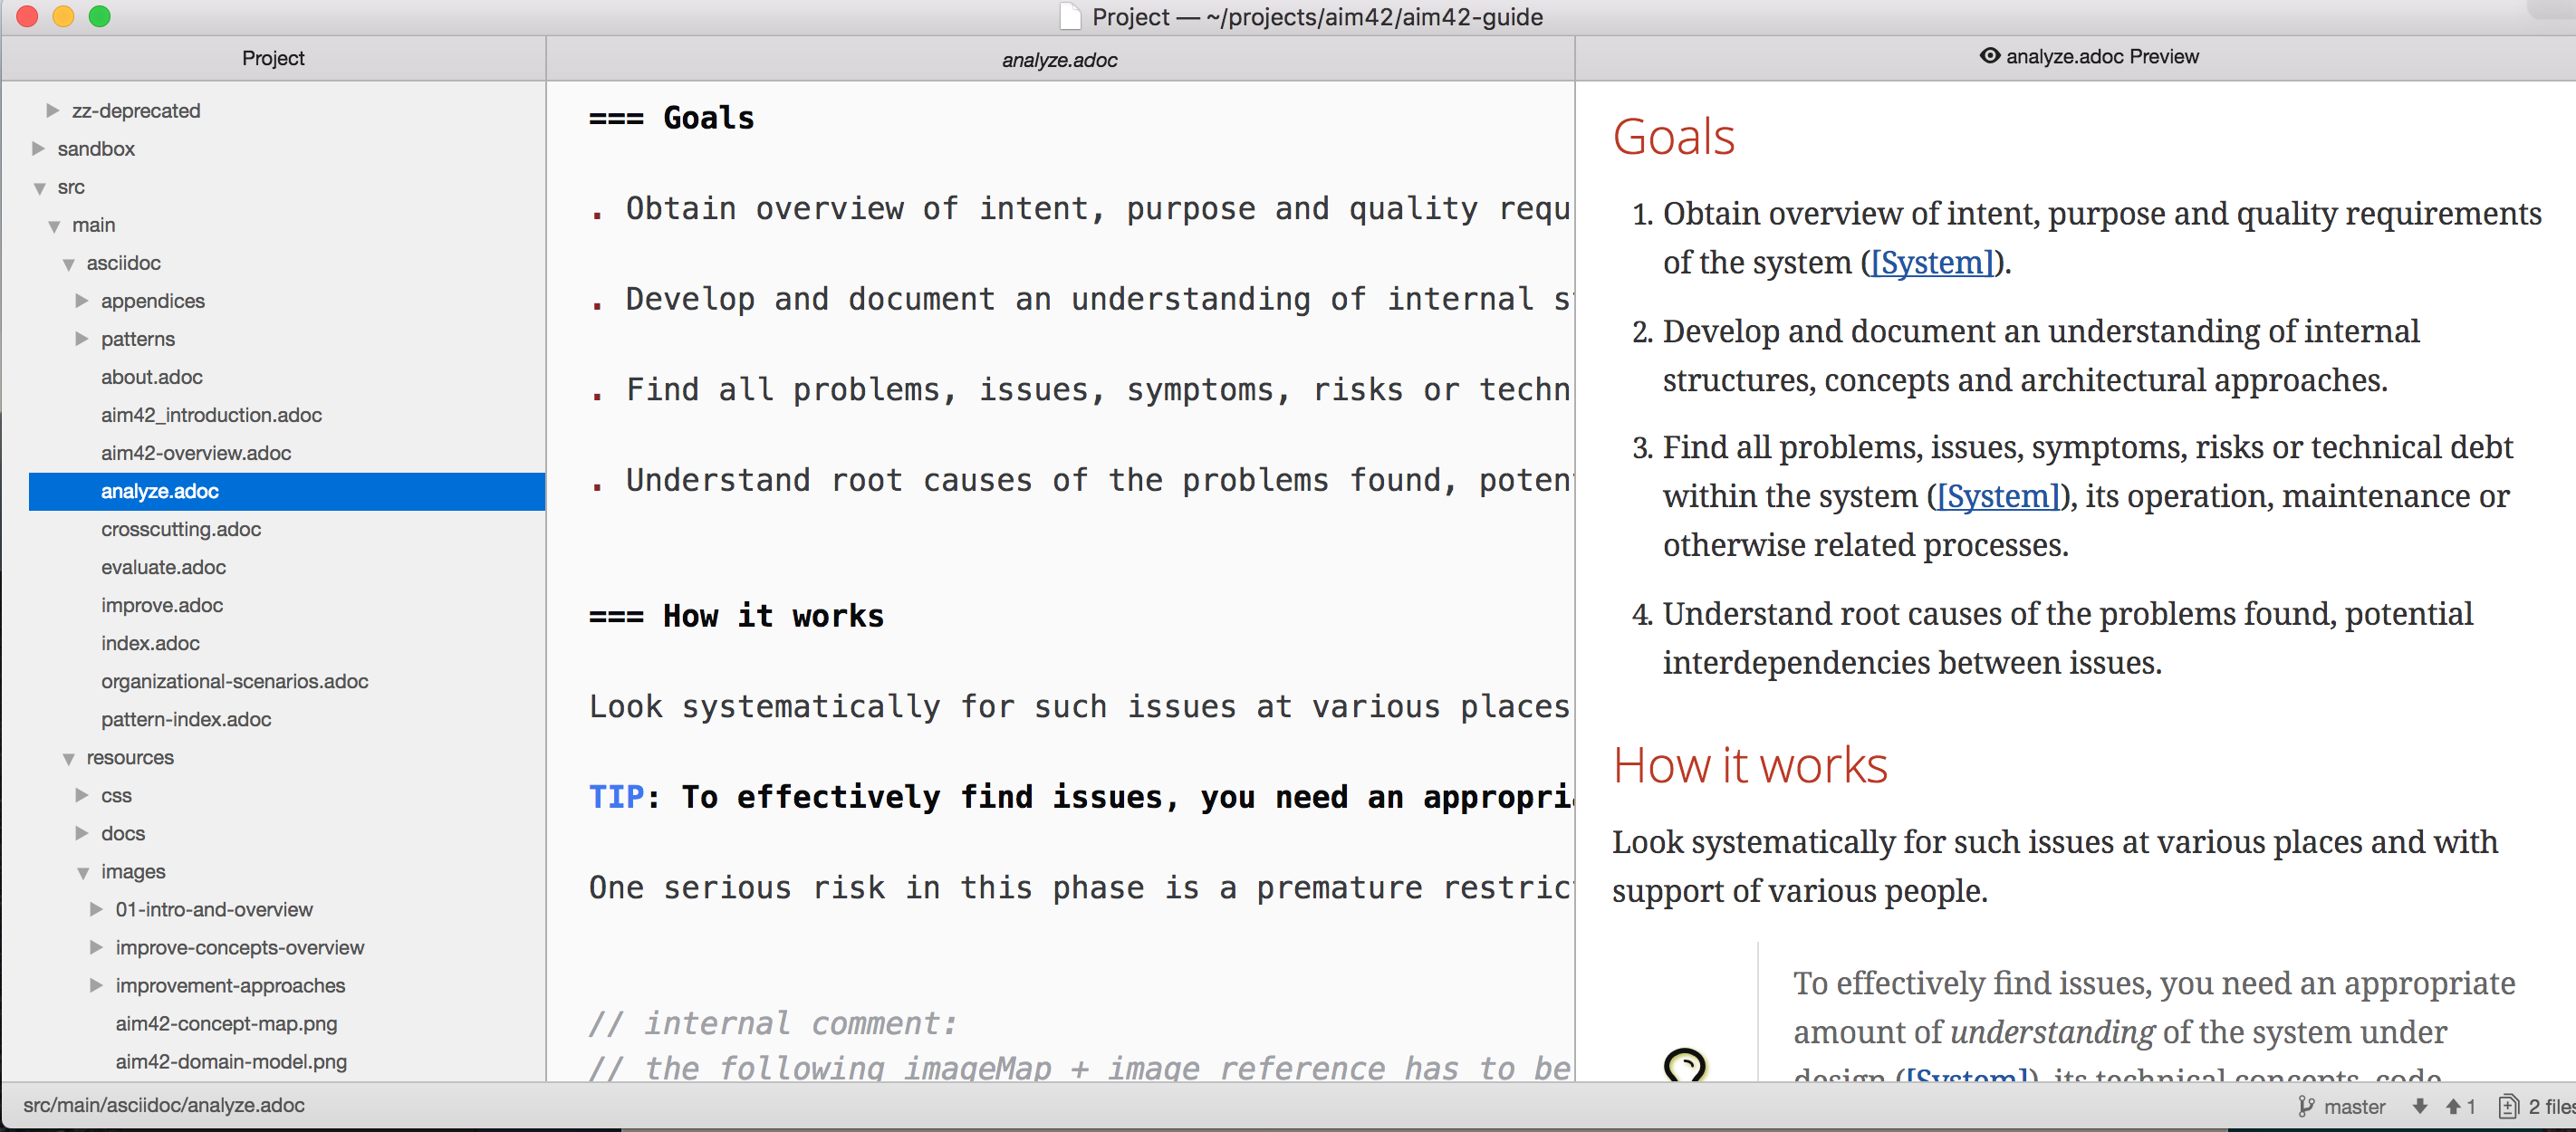 Project — ~/projects/aim42/aim42-guide
Project
zz-deprecated
sandbox
src
main
asciidoc
appendices
patterns
about.adoc
aim42_introduction.adoc
aim42-overview.adoc
analyze.adoc
crosscutting.adoc
evaluate.adoc
improve.adoc
index.adoc
organizational-scenarios.adoc
pattern-index.adoc
resources
css
docs
images
01-intro-and-overview
improve-concepts-overview
improvement-approaches
aim42-concept-map.png
aim42-domain-model.png
analyze.adoc
=== Goals
. Obtain overview of intent, purpose and quality requ
. Develop and document an understanding of internal s
. Find all problems, issues, symptoms, risks or techn
. Understand root causes of the problems found, poten
=== How it works
Look systematically for such issues at various places
TIP: To effectively find issues, you need an appropri
One serious risk in this phase is a premature restric
// internal comment:
// the following imageMap + image reference has to be
analyze.adoc Preview
Goals
1. Obtain overview of intent, purpose and quality requirements
of the system ([System]).
2. Develop and document an understanding of internal
structures, concepts and architectural approaches.
3. Find all problems, issues, symptoms, risks or technical debt
within the system ([System]), its operation, maintenance or
otherwise related processes.
4. Understand root causes of the problems found, potential
interdependencies between issues.
How it works
Look systematically for such issues at various places and with
support of various people.
To effectively find issues, you need an appropriate
amount of understanding of the system under
design ([System]), its technical concepts, code
src/main/asciidoc/analyze.adoc
master
1
2 files